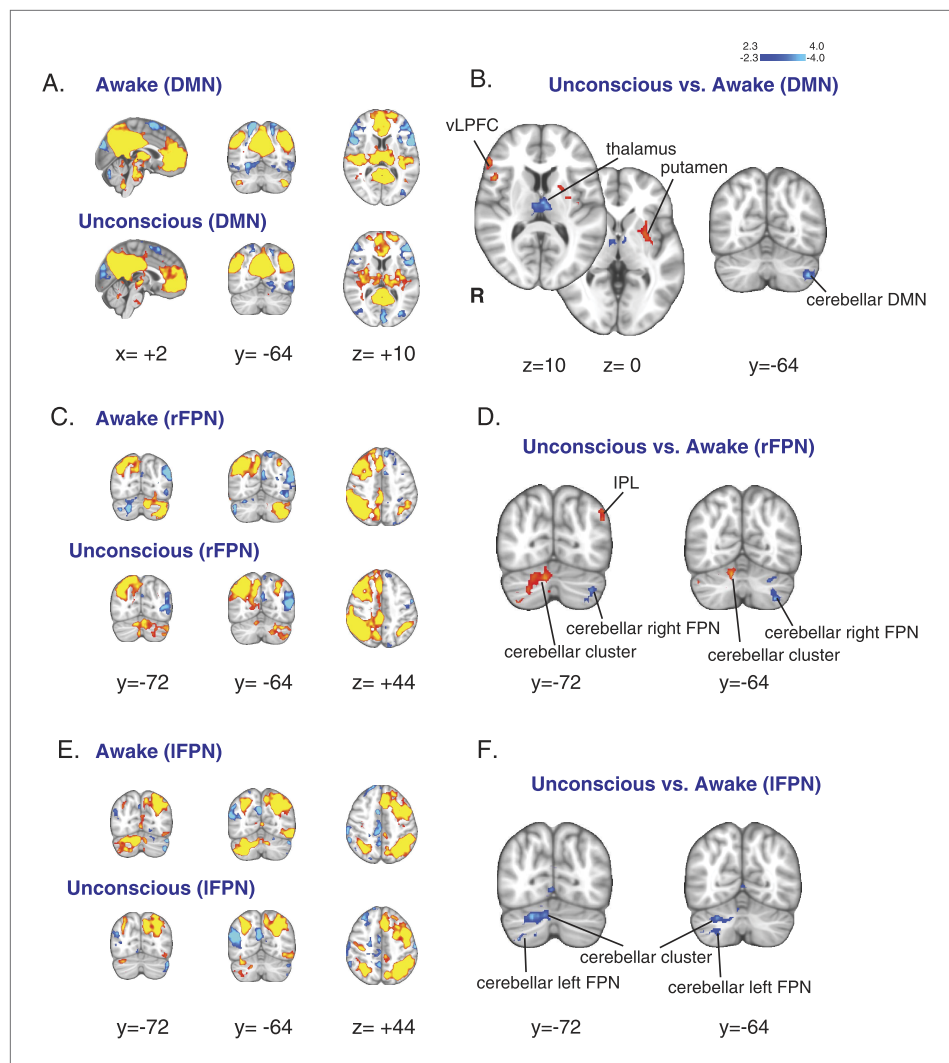 A. Awake (DMN)
Unconscious (DMN)
x= +2 y= -64 z= +10
2.3 4.0
-2.3 -4.0
B. Unconscious vs. Awake (DMN)
vLPFC
thalamus
putamen
R
cerebellar DMN
z=10 z= 0 y=-64
C. Awake (rFPN)
Unconscious (rFPN)
y=-72 y= -64 z= +44
D. Unconscious vs. Awake (rFPN)
IPL
cerebellar right FPN
cerebellar cluster
cerebellar right FPN
cerebellar cluster
y=-72 y=-64
E. Awake (lFPN)
Unconscious (lFPN)
y=-72 y= -64 z= +44
F. Unconscious vs. Awake (lFPN)
cerebellar cluster
cerebellar left FPN
cerebellar left FPN
y=-72 y=-64